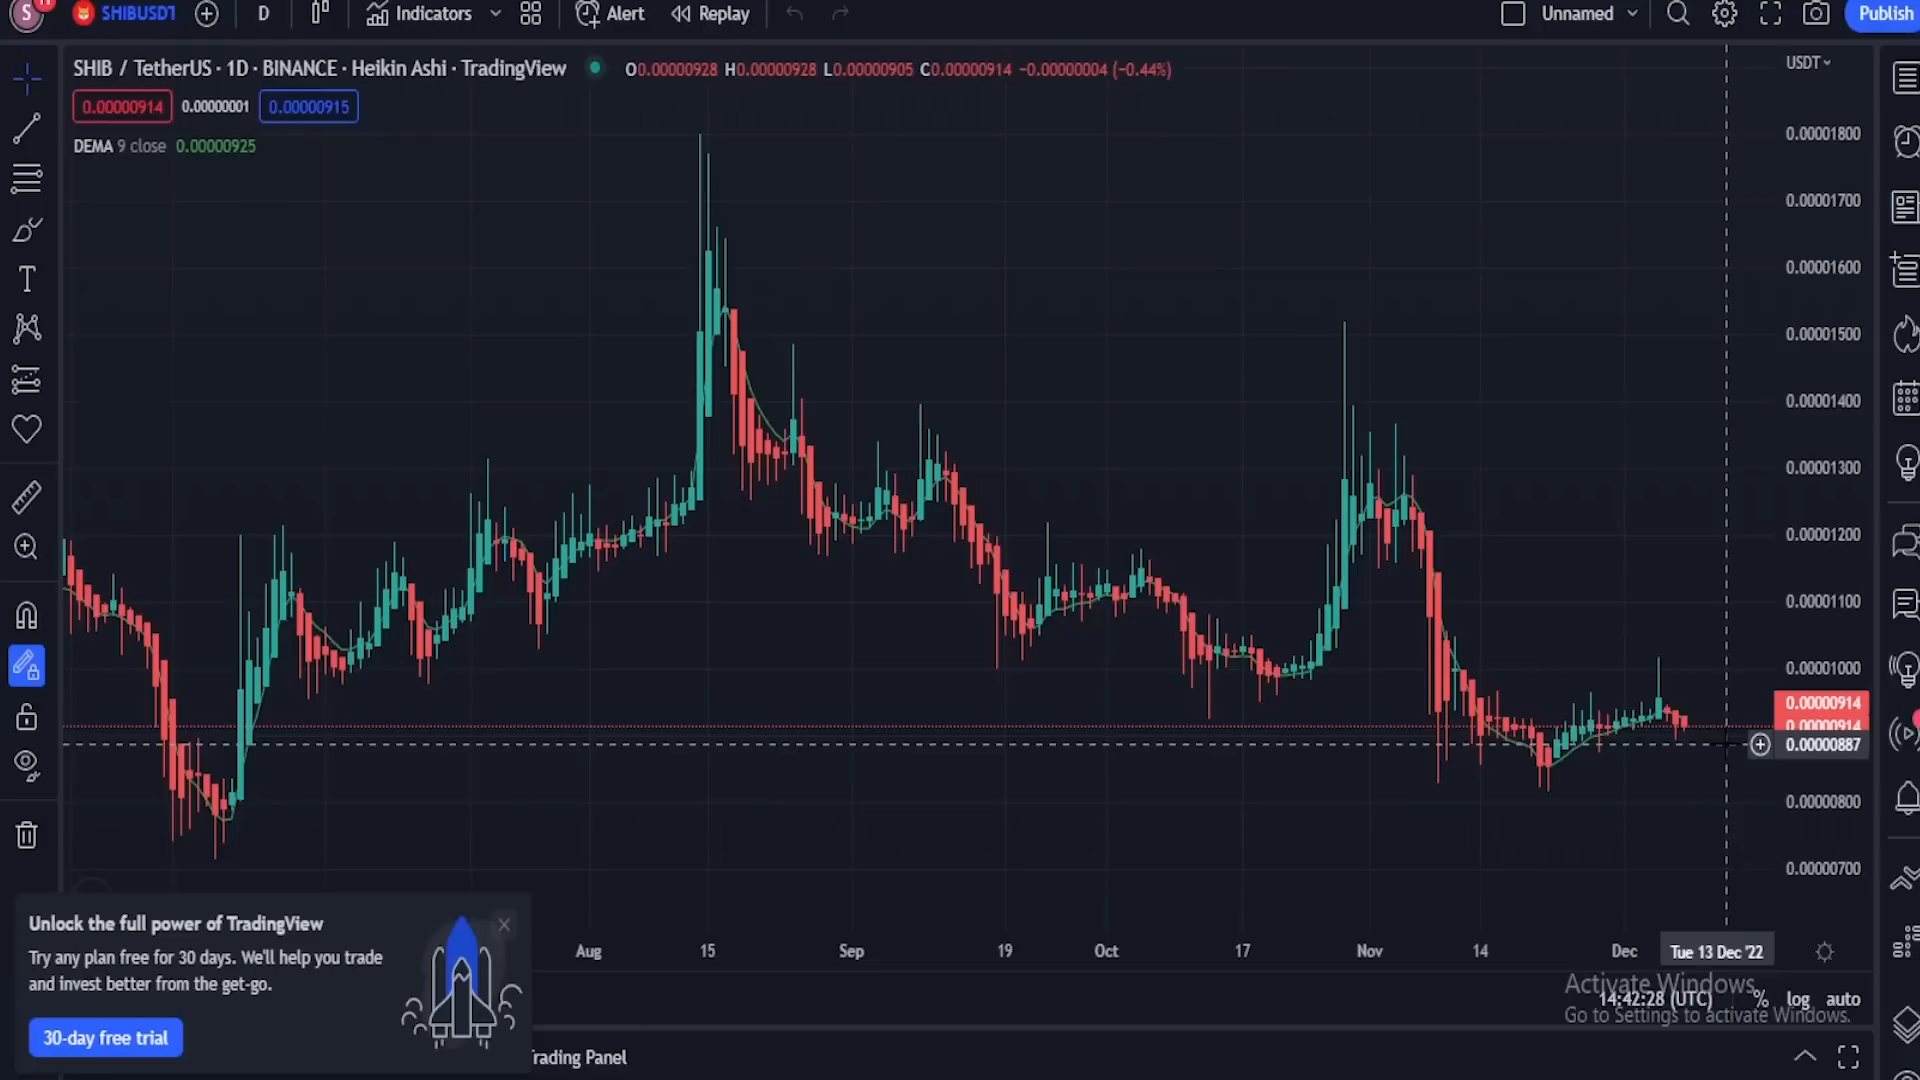 S 11 SHIBUSDT D Indicators Alert Replay Unnamed Publish
SHIB / TetherUS · 1D · BINANCE · Heikin Ashi · TradingView O0.00000928 H0.00000928 L0.00000905 C0.00000914 −0.00000004 (−0.44%)
USDT
0.00000914 0.00000001 0.00000915
DEMA 9 close 0.00000925
0.00001800
0.00001700
0.00001600
0.00001500
0.00001400
0.00001300
0.00001200
0.00001100
0.00001000
0.00000914
0.00000914
0.00000887
0.00000800
0.00000700
Aug 15 Sep 19 Oct 17 Nov 14 Dec Tue 13 Dec '22
Unlock the full power of TradingView
Try any plan free for 30 days. We'll help you trade
and invest better from the get-go.
30-day free trial
14:42:28 (UTC) % log auto
Activate Windows
Go to Settings to activate Windows.
Trading Panel